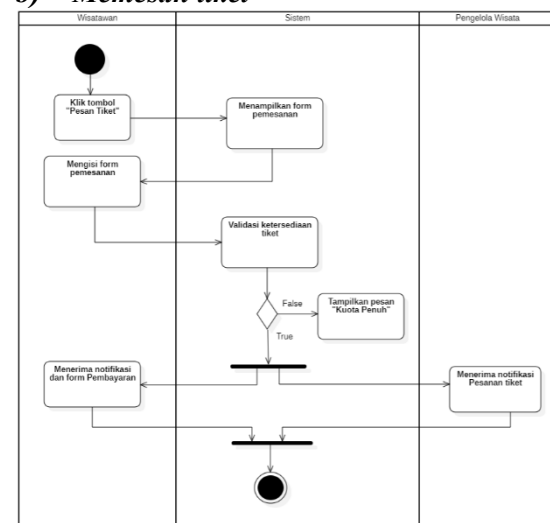 b) Memesan tiket
Wisatawan
Sistem
Pengelola Wisata
Klik tombol
"Pesan Tiket"
Menampilkan form
pemesanan
Mengisi form
pemesanan
Validasi ketersediaan
tiket
False
Tampilkan pesan
"Kuota Penuh"
True
Menerima notifikasi
dan form Pembayaran
Menerima notifikasi
Pesanan tiket